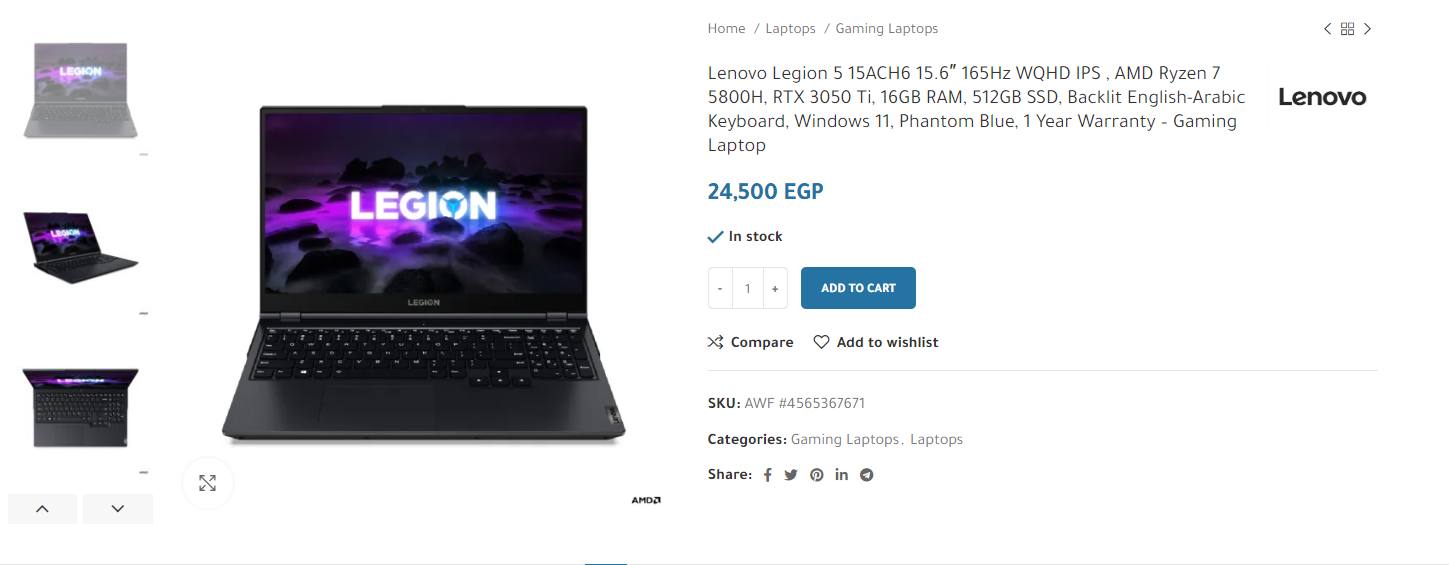 Home / Laptops / Gaming Laptops
Lenovo Legion 5 15ACH6 15.6″ 165Hz WQHD IPS , AMD Ryzen 7
5800H, RTX 3050 Ti, 16GB RAM, 512GB SSD, Backlit English-Arabic
Keyboard, Windows 11, Phantom Blue, 1 Year Warranty – Gaming
Laptop
Lenovo
24,500 EGP
In stock
- 1 +
ADD TO CART
Compare
Add to wishlist
SKU: AWF #4565367671
Categories: Gaming Laptops, Laptops
Share:
LEGION
LEGION
LEGION
LEGION
LEGION
AMD